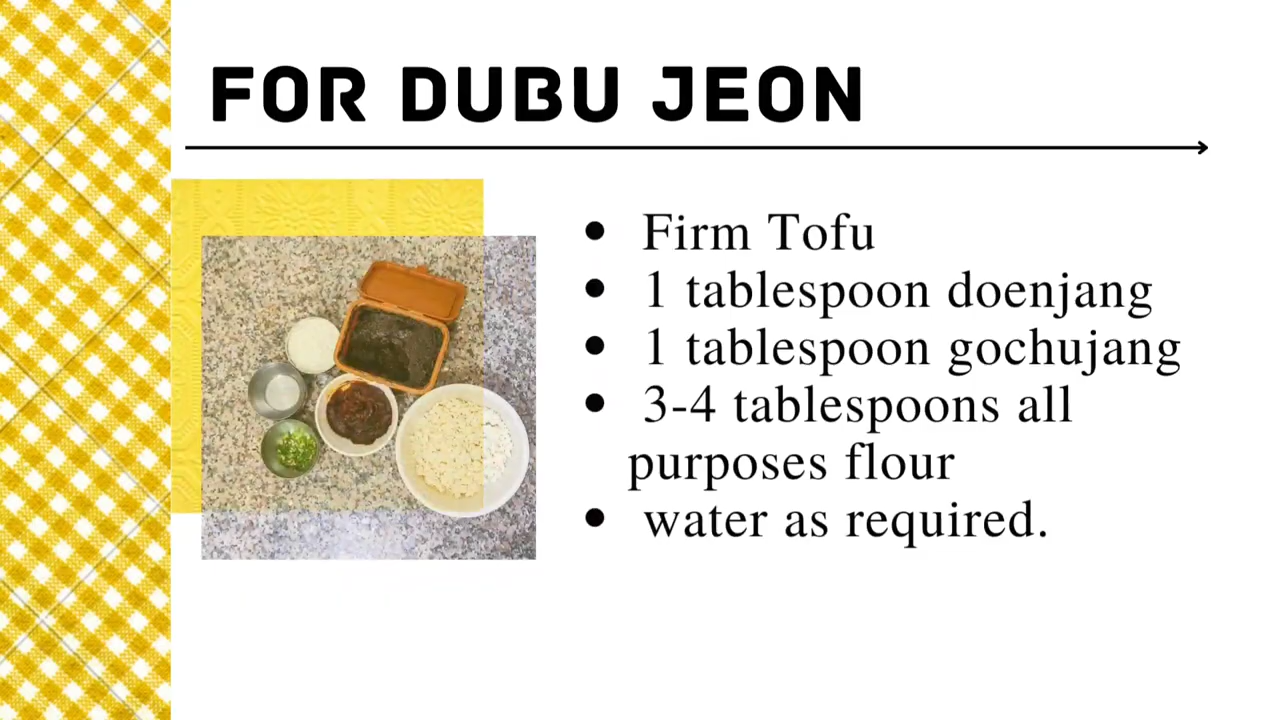 FOR DUBU JEON
• Firm Tofu
• 1 tablespoon doenjang
• 1 tablespoon gochujang
• 3-4 tablespoons all
purposes flour
• water as required.